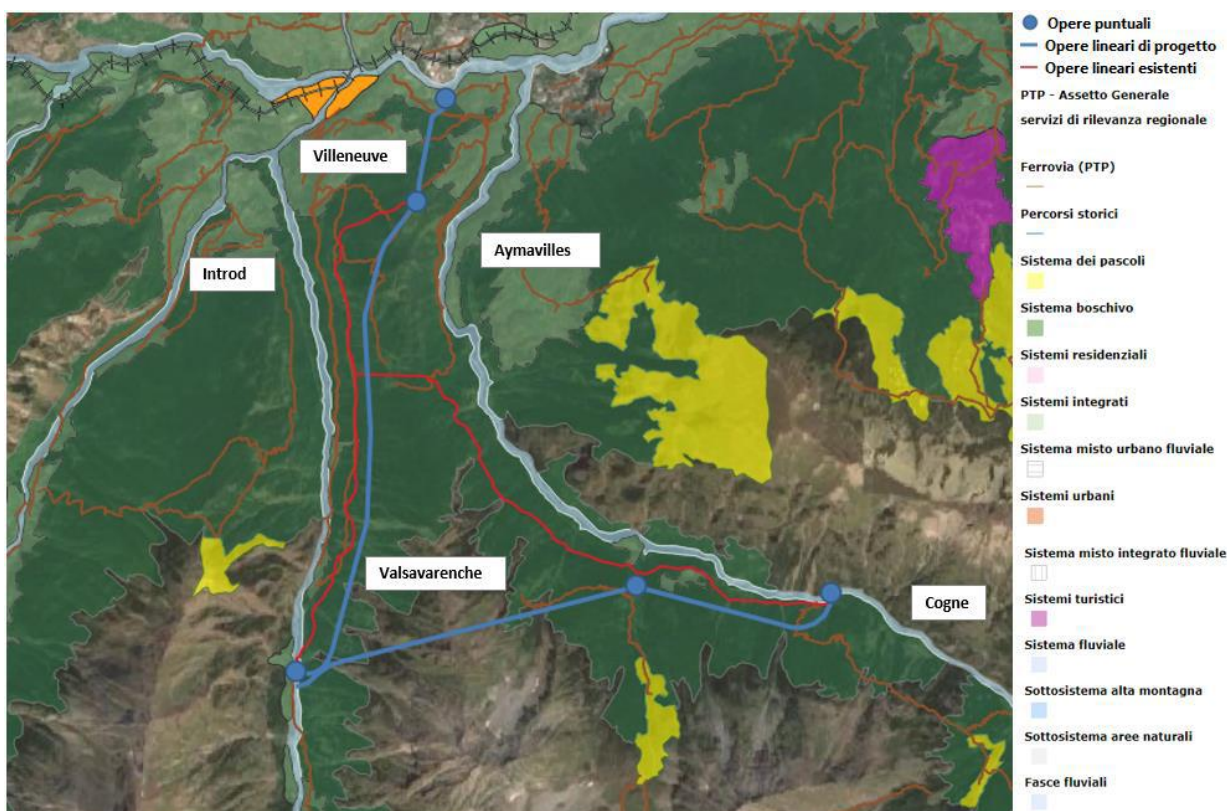 Villeneuve
Introd
Aymavilles
Valsavarenche
Cogne
Opere puntuali
Opere lineari di progetto
Opere lineari esistenti
PTP - Assetto Generale
servizi di rilevanza regionale
Ferrovia (PTP)
Percorsi storici
Sistema dei pascoli
Sistema boschivo
Sistemi residenziali
Sistemi integrati
Sistema misto urbano fluviale
Sistemi urbani
Sistema misto integrato fluviale
Sistemi turistici
Sistema fluviale
Sottosistema alta montagna
Sottosistema aree naturali
Fasce fluviali